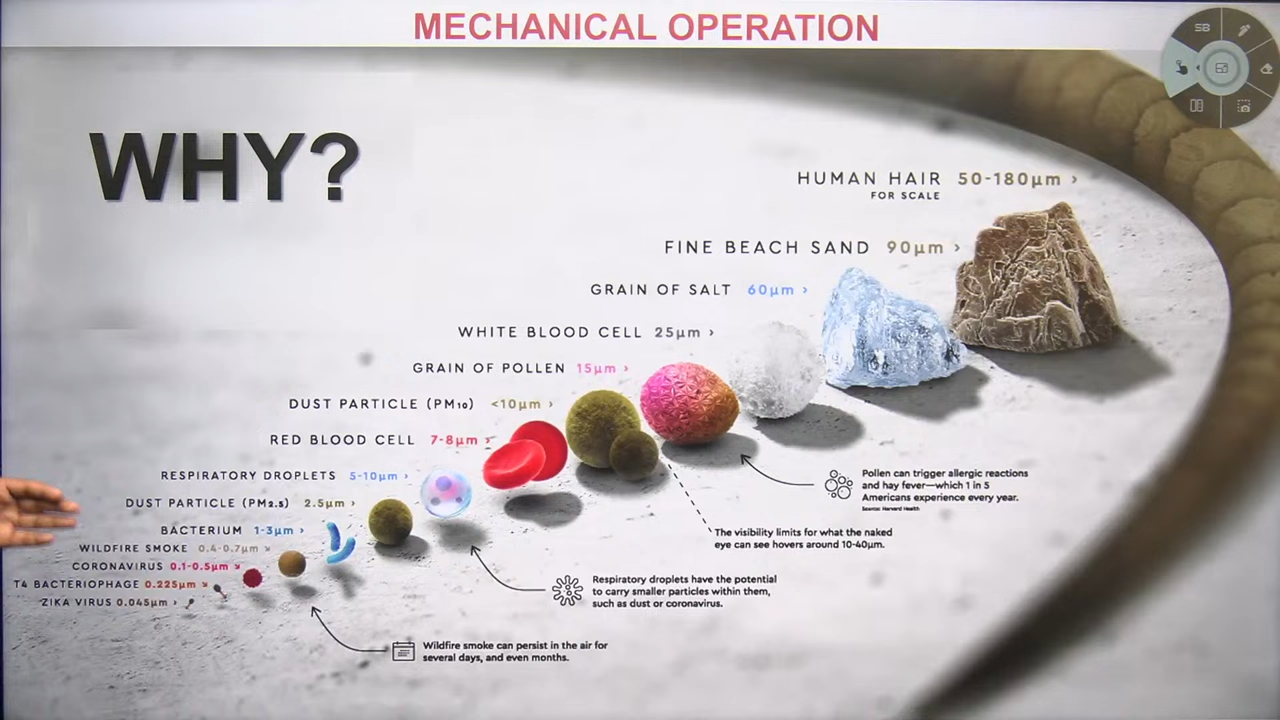 MECHANICAL OPERATION
SB
WHY?
HUMAN HAIR 50-180µm ›
FOR SCALE
FINE BEACH SAND 90µm ›
GRAIN OF SALT 60µm ›
WHITE BLOOD CELL 25µm ›
GRAIN OF POLLEN 15µm ›
DUST PARTICLE (PM₁₀) <10µm ›
RED BLOOD CELL 7-8µm ›
RESPIRATORY DROPLETS 5-10µm ›
DUST PARTICLE (PM2.5) 2.5µm ›
BACTERIUM 1-3µm ›
WILDFIRE SMOKE 0.4-0.7µm
CORONAVIRUS 0.1-0.5µm
T4 BACTERIOPHAGE 0.225µm
ZIKA VIRUS 0.045µm ›
Pollen can trigger allergic reactions
and hay fever—which 1 in 5
Americans experience every year.
Source: Harvard Health
The visibility limits for what the naked
eye can see hovers around 10-40µm.
Respiratory droplets have the potential
to carry smaller particles within them,
such as dust or coronavirus.
Wildfire smoke can persist in the air for
several days, and even months.